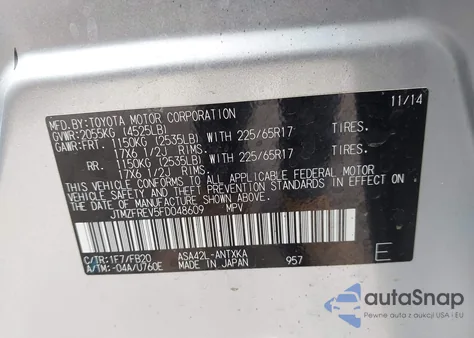 MFD.BY:TOYOTA MOTOR CORPORATION 11/14
GVWR:2055KG (4525LB)
GAWR:FRT. 1150KG (2535LB) WITH 225/65R17 TIRES.
17X6 1/2J RIMS.
RR. 1150KG (2535LB) WITH 225/65R17 TIRES.
17X6 1/2J RIMS.
THIS VEHICLE CONFORMS TO ALL APPLICABLE FEDERAL MOTOR
VEHICLE SAFETY AND THEFT PREVENTION STANDARDS IN EFFECT
ON THE DATE OF MANUFACTURE SHOWN ABOVE.
JTMZFREV5FD048609 MPV
C/TR:1F7/FB20 ASA42L-ANTXKA
A/TM:-04A/U760E MADE IN JAPAN 957 E
autoSnap
Auto z aukcji z USA i EU